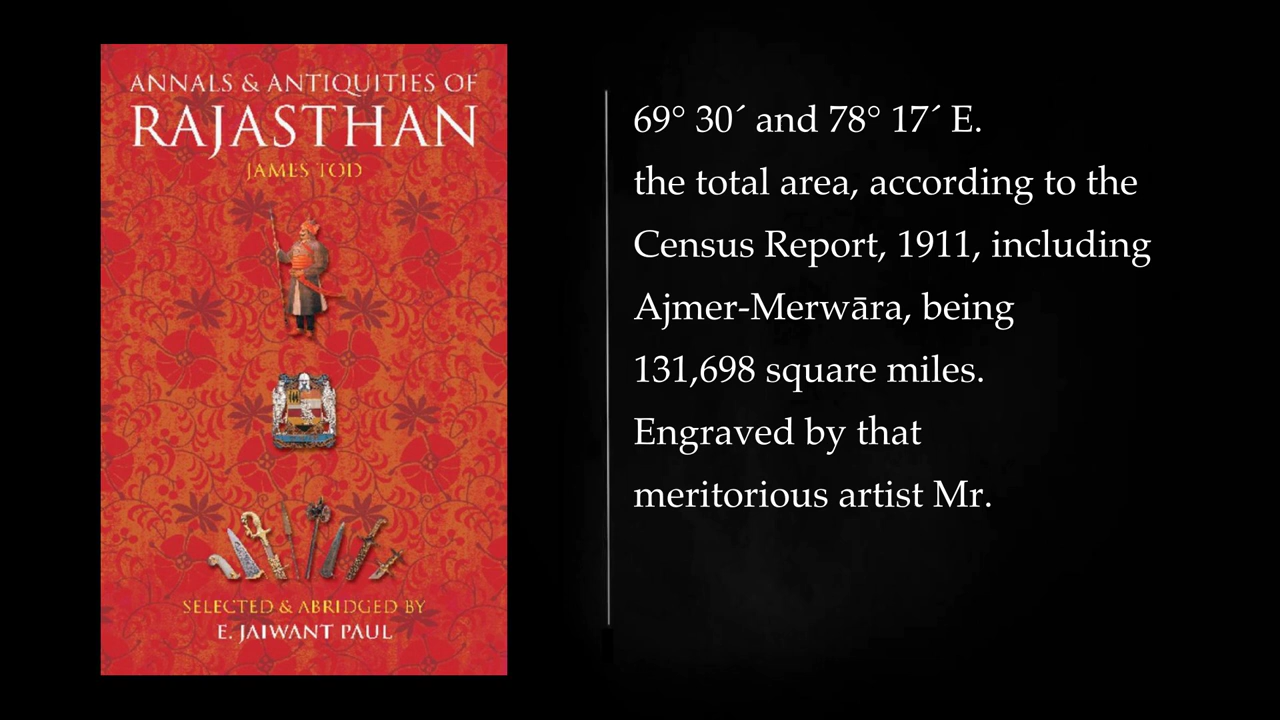 ANNALS & ANTIQUITIES OF
RAJASTHAN
JAMES TOD
SELECTED & ABRIDGED BY
E. JAIWANT PAUL
69° 30´ and 78° 17´ E.
the total area, according to the
Census Report, 1911, including
Ajmer-Merwāra, being
131,698 square miles.
Engraved by that
meritorious artist Mr.